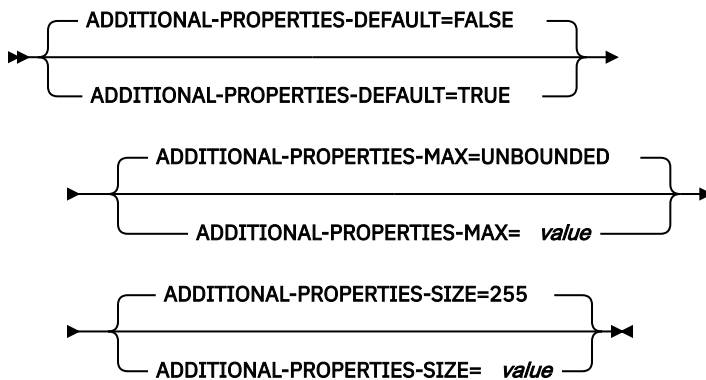 ADDITIONAL-PROPERTIES-DEFAULT=FALSE
ADDITIONAL-PROPERTIES-DEFAULT=TRUE
ADDITIONAL-PROPERTIES-MAX=UNBOUNDED
ADDITIONAL-PROPERTIES-MAX= value
ADDITIONAL-PROPERTIES-SIZE=255
ADDITIONAL-PROPERTIES-SIZE= value